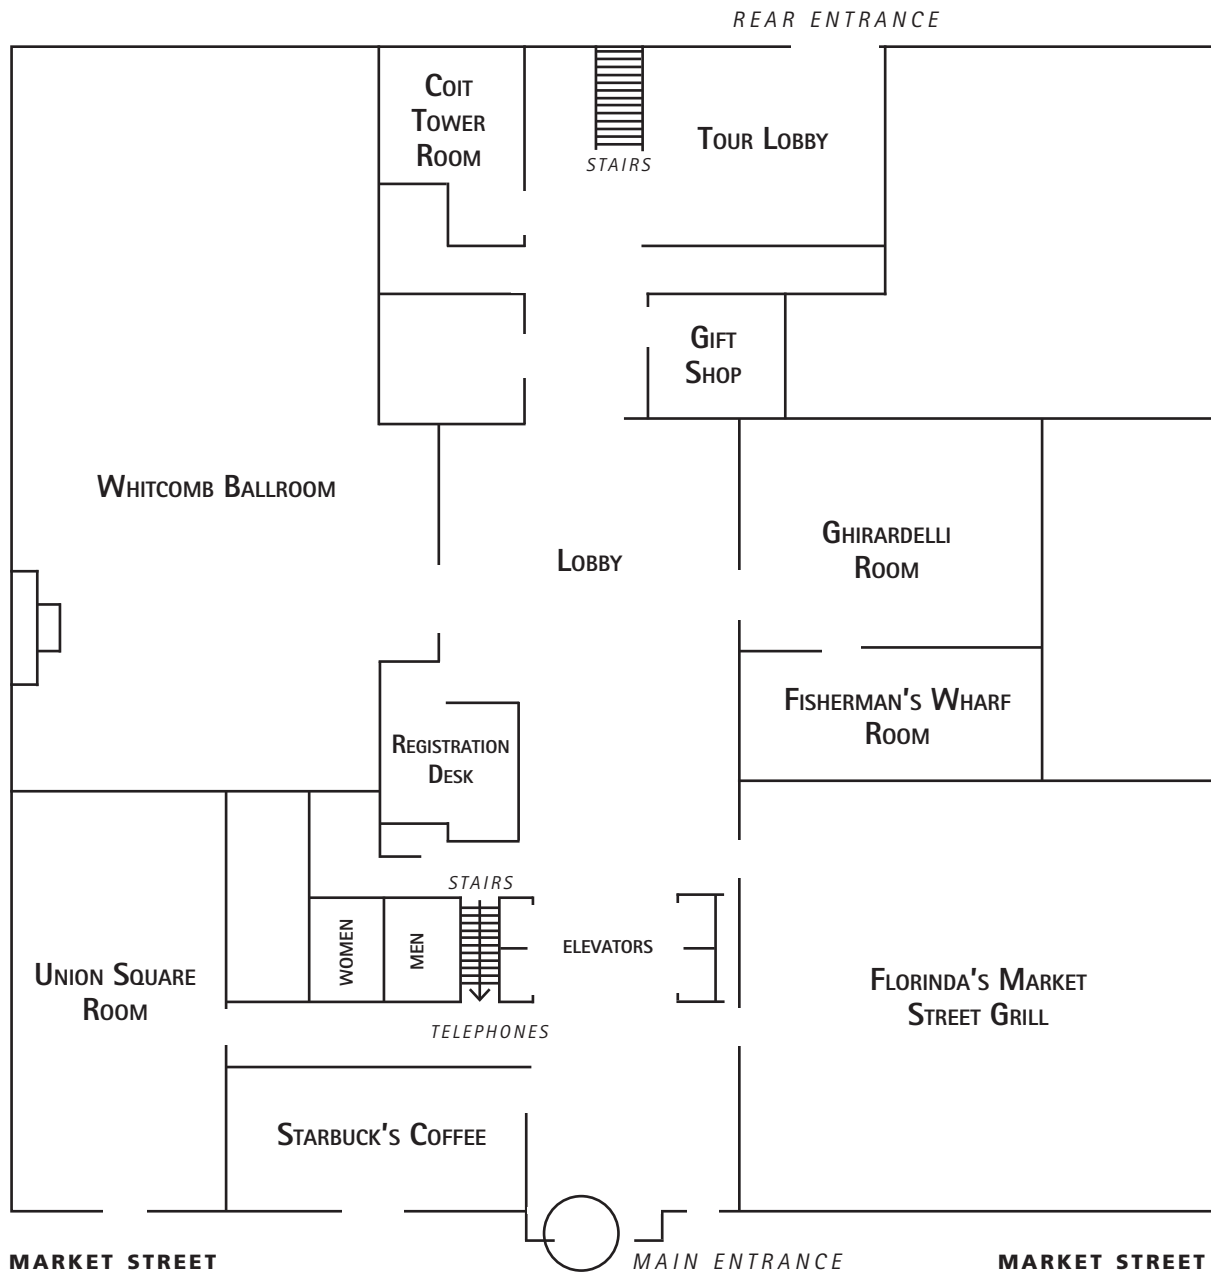 REAR ENTRANCE
COIT
TOWER
ROOM
TOUR LOBBY
STAIRS
GIFT
SHOP
WHITCOMB BALLROOM
LOBBY
GHIRARDELLI
ROOM
FISHERMAN'S WHARF
ROOM
REGISTRATION
DESK
STAIRS
WOMEN
MEN
ELEVATORS
UNION SQUARE
ROOM
FLORINDA'S MARKET
STREET GRILL
TELEPHONES
STARBUCK'S COFFEE
MARKET STREET
MAIN ENTRANCE
MARKET STREET